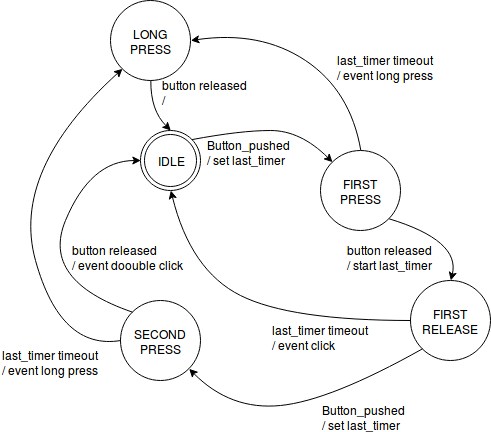 LONG
PRESS
last_timer timeout
/ event long press
button released
/
Button_pushed
/ set last_timer
IDLE
FIRST
PRESS
button released
/ event doouble click
button released
/ start last_timer
FIRST
RELEASE
SECOND
PRESS
last_timer timeout
/ event click
last_timer timeout
/ event long press
Button_pushed
/ set last_timer